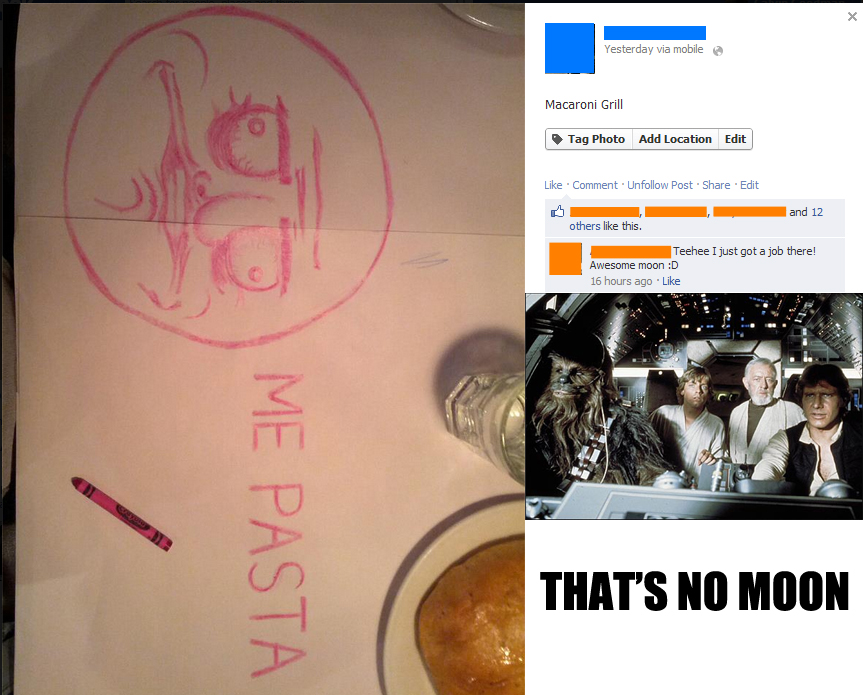 ME PASTA
Yesterday via mobile
Macaroni Grill
Tag Photo Add Location Edit
Like · Comment · Unfollow Post · Share · Edit
, , and 12
others like this.
Teehee I just got a job there!
Awesome moon :D
16 hours ago · Like
THAT'S NO MOON